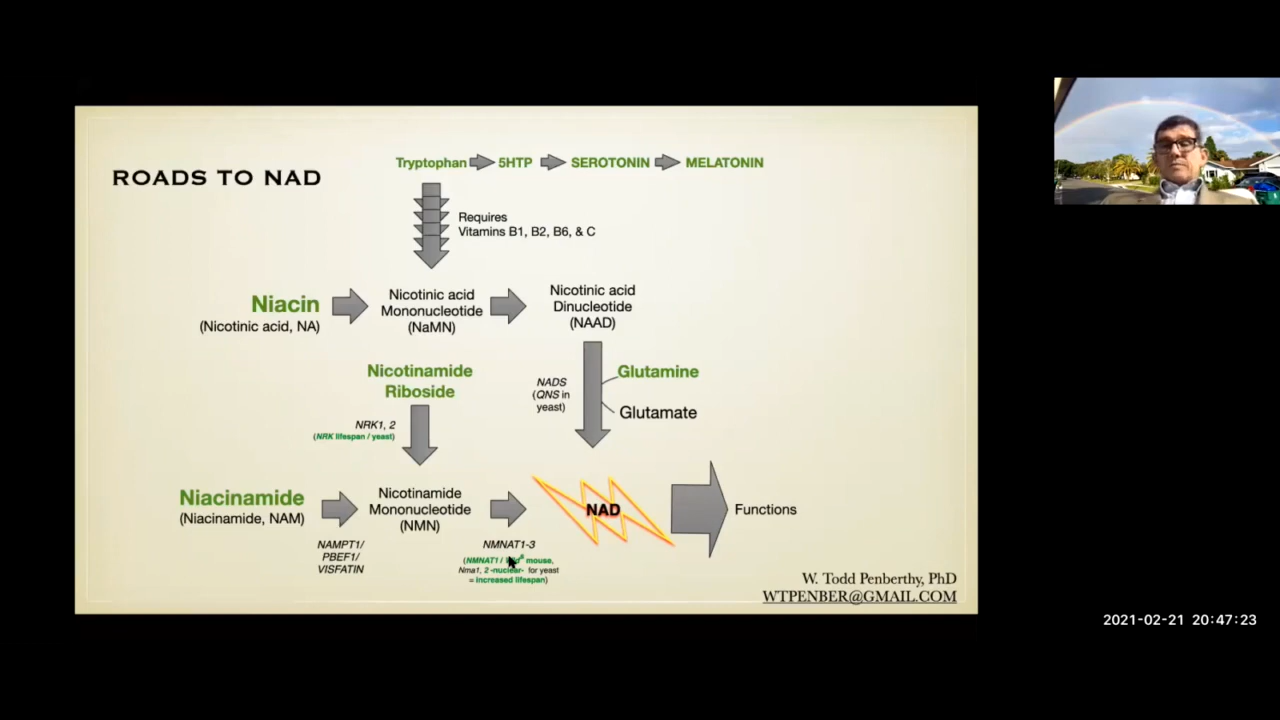 ROADS TO NAD
Tryptophan 5HTP SEROTONIN MELATONIN
Requires
Vitamins B1, B2, B6, & C
Niacin
(Nicotinic acid, NA)
Nicotinic acid
Mononucleotide
(NaMN)
Nicotinic acid
Dinucleotide
(NAAD)
Nicotinamide
Riboside
NRK1, 2
(NRK lifespan / yeast)
NADS
(QNS in
yeast)
Glutamine
Glutamate
Niacinamide
(Niacinamide, NAM)
NAMPT1/
PBEF1/
VISFATIN
Nicotinamide
Mononucleotide
(NMN)
NMNAT1-3
(NMNAT1 / mouse,
Nma1, 2 -nuclear- for yeast
= increased lifespan)
NAD
Functions
W. Todd Penberthy, PhD
WTPENBER@GMAIL.COM
2021-02-21 20:47:23